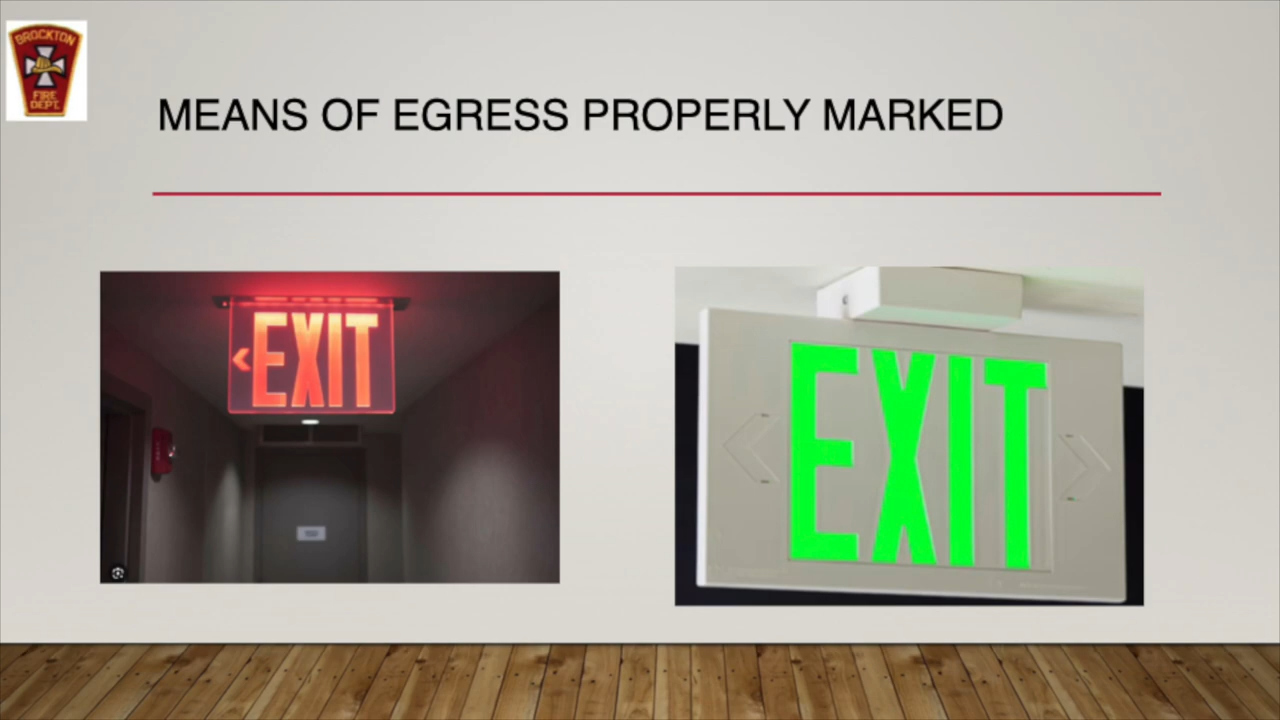 BROCKTON
FIRE
DEPT.
MEANS OF EGRESS PROPERLY MARKED
EXIT
EXIT